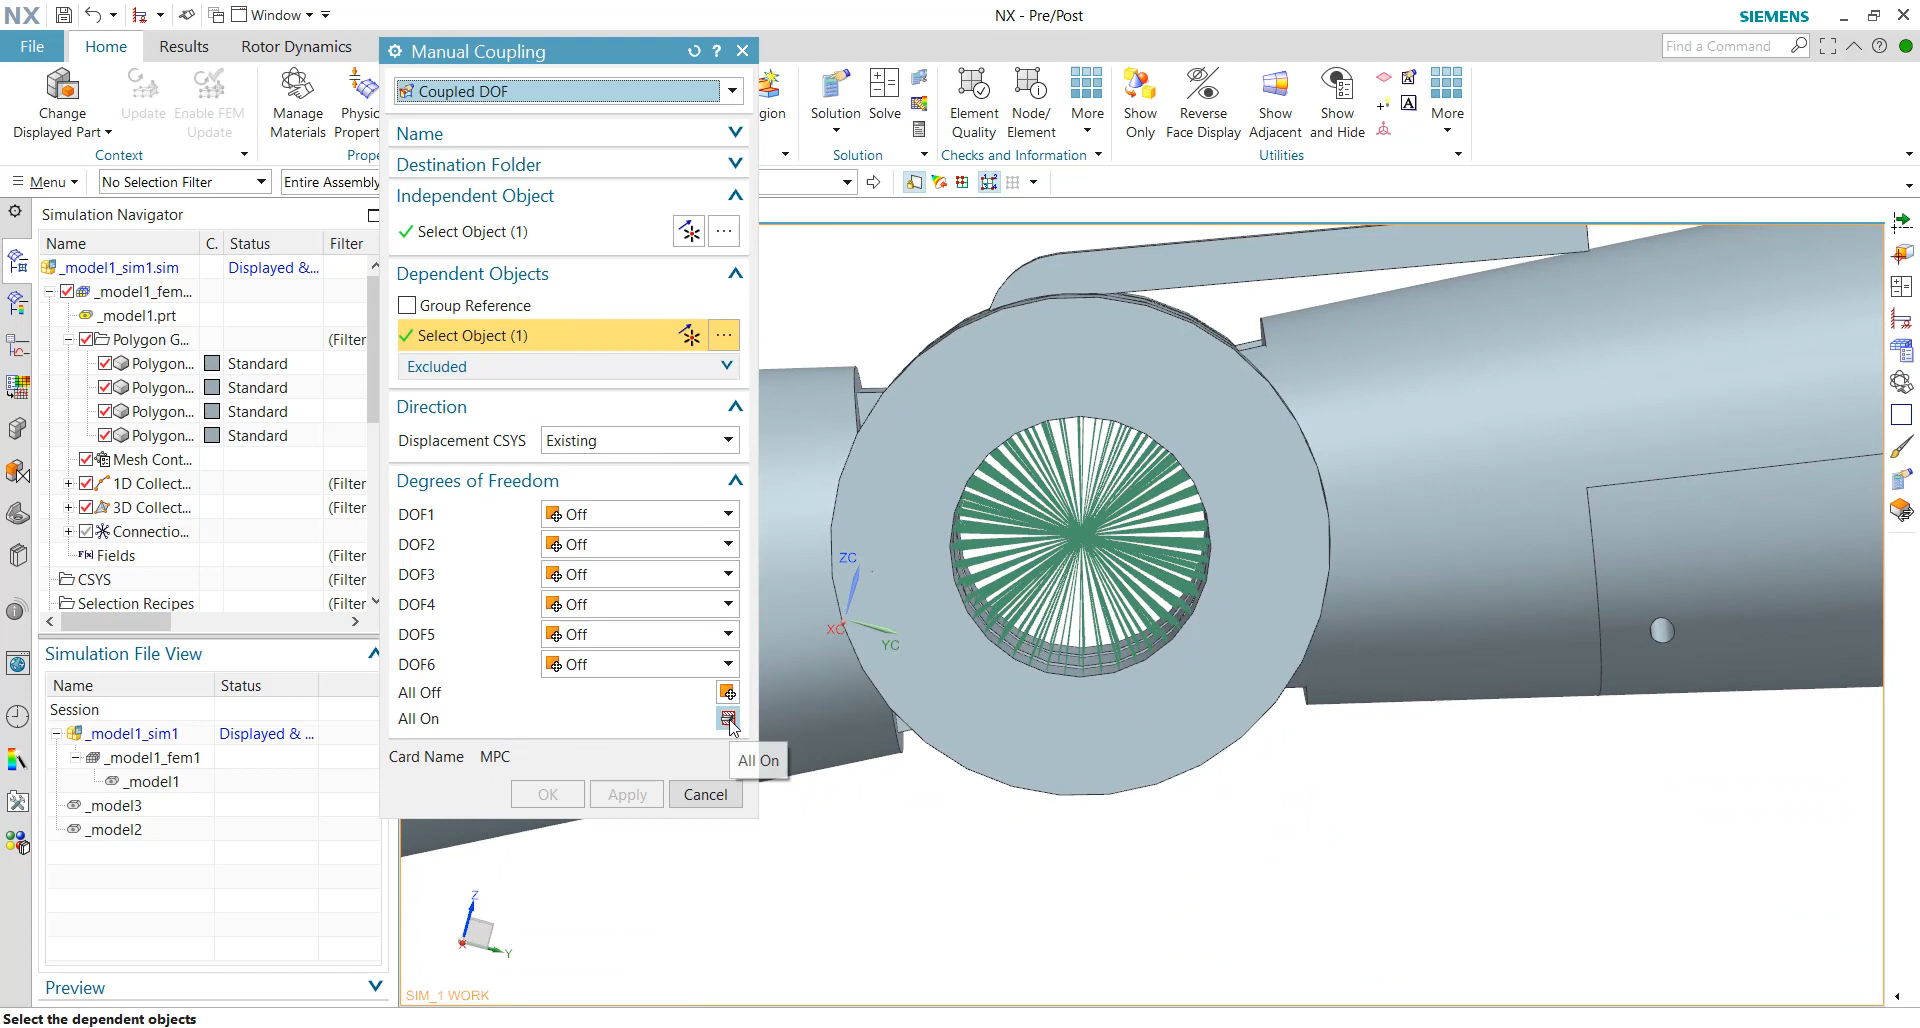 NX
Window
NX - Pre/Post
SIEMENS
File
Home
Results
Rotor Dynamics
Find a Command
Change
Displayed Part
Update
Enable FEM
Update
Context
Manage
Materials
Physic
Proper
Prope
gion
Solution
Solve
Solution
Element
Quality
Node/
Element
More
Checks and Information
Show
Only
Reverse
Face Display
Show
Adjacent
Show
and Hide
More
Utilities
Menu
No Selection Filter
Entire Assembly
Manual Coupling
Coupled DOF
Name
Destination Folder
Independent Object
Select Object (1)
Dependent Objects
Group Reference
Select Object (1)
Excluded
Direction
Displacement CSYS
Existing
Degrees of Freedom
DOF1 Off
DOF2 Off
DOF3 Off
DOF4 Off
DOF5 Off
DOF6 Off
All Off
All On
Card Name MPC
All On
OK Apply Cancel
Simulation Navigator
Name C. Status Filter
_model1_sim1.sim Displayed &...
_model1_fem...
_model1.prt
Polygon G... (Filter
Polygon... Standard
Polygon... Standard
Polygon... Standard
Polygon... Standard
Mesh Cont...
1D Collect... (Filter
3D Collect... (Filter
Connectio... (Filter
Fields (Filter
CSYS (Filter
Selection Recipes (Filter
Simulation File View
Name Status
Session
_model1_sim1 Displayed & ...
_model1_fem1
_model1
_model3
_model2
Preview
ZC
XC
YC
Z
Y
SIM_1 WORK
Select the dependent objects